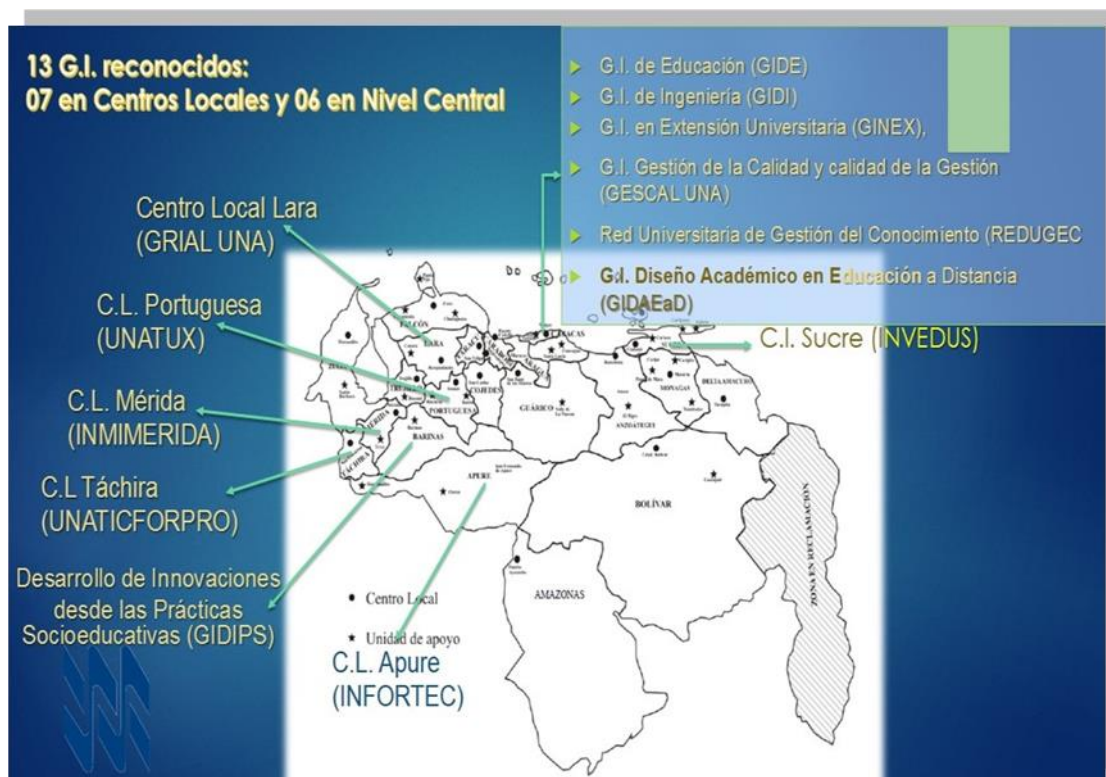 13 G.I. reconocidos:
07 en Centros Locales y 06 en Nivel Central
G.I. de Educación (GIDE)
G.I. de Ingeniería (GIDI)
G.I. en Extensión Universitaria (GINEX),
G.I. Gestión de la Calidad y calidad de la Gestión
(GESCAL UNA)
Red Universitaria de Gestión del Conocimiento (REDUGEC
G.I. Diseño Académico en Educación a Distancia
(GIDAEaD)
Centro Local Lara
(GRIAL UNA)
C.L. Portuguesa
(UNATUX)
C.L. Mérida
(INMIMERIDA)
C.L Táchira
(UNATICFORPRO)
Desarrollo de Innovaciones
desde las Prácticas
Socioeducativas (GIDIPS)
C.I. Sucre (INVEDUS)
FALCÓN
LARA
PORTUGUESA
COJEDES
MÉRIDA
TÁCHIRA
BARINAS
GUÁRICO
ANZOÁTEGUI
MONAGAS
DELTA AMACURO
APURE
BOLÍVAR
AMAZONAS
ZONA EN RECLAMACIÓN
Centro Local
Unidad de apoyo
C.L. Apure
(INFORTEC)